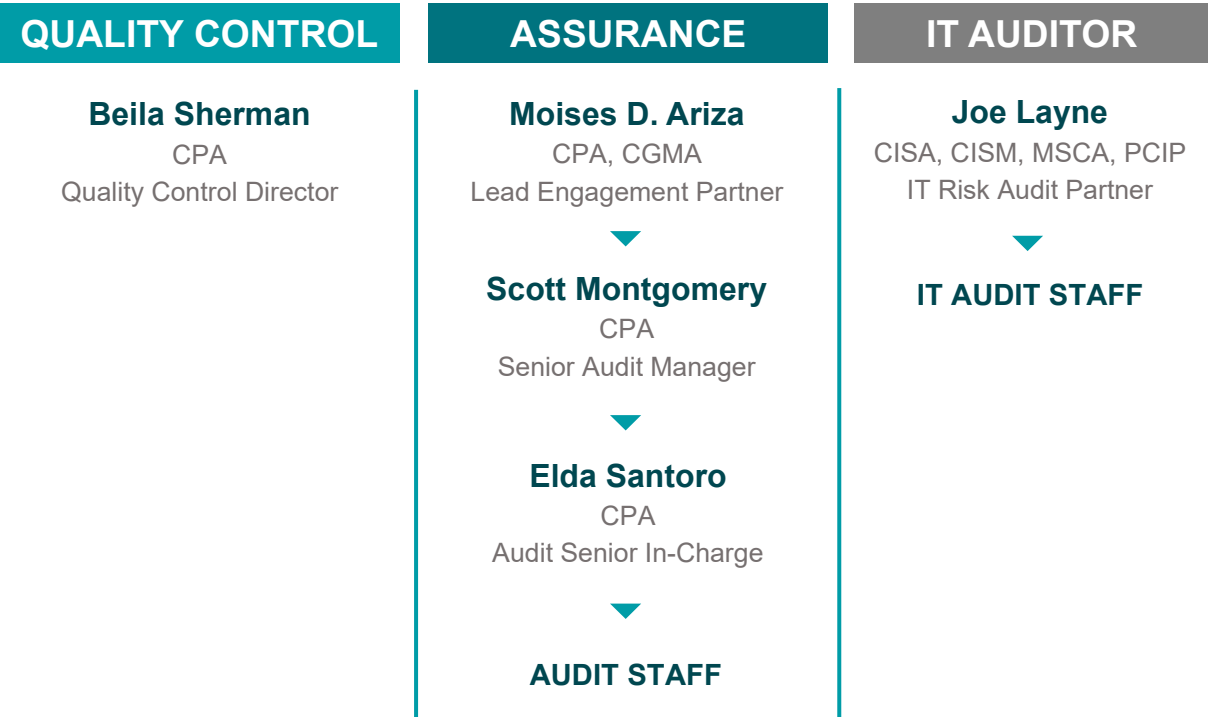 QUALITY CONTROL
Beila Sherman
CPA
Quality Control Director
ASSURANCE
Moises D. Ariza
CPA, CGMA
Lead Engagement Partner
Scott Montgomery
CPA
Senior Audit Manager
Elda Santoro
CPA
Audit Senior In-Charge
AUDIT STAFF
IT AUDITOR
Joe Layne
CISA, CISM, MSCA, PCIP
IT Risk Audit Partner
IT AUDIT STAFF